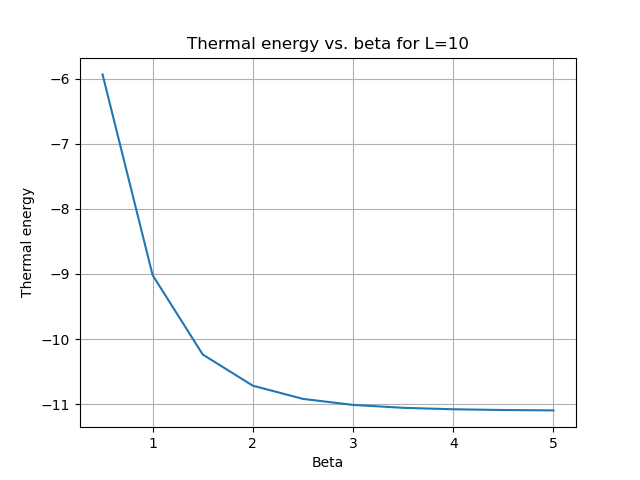 Thermal energy vs. beta for L=10
−6
−7
−8
−9
−10
−11
Thermal energy
1 2 3 4 5
Beta